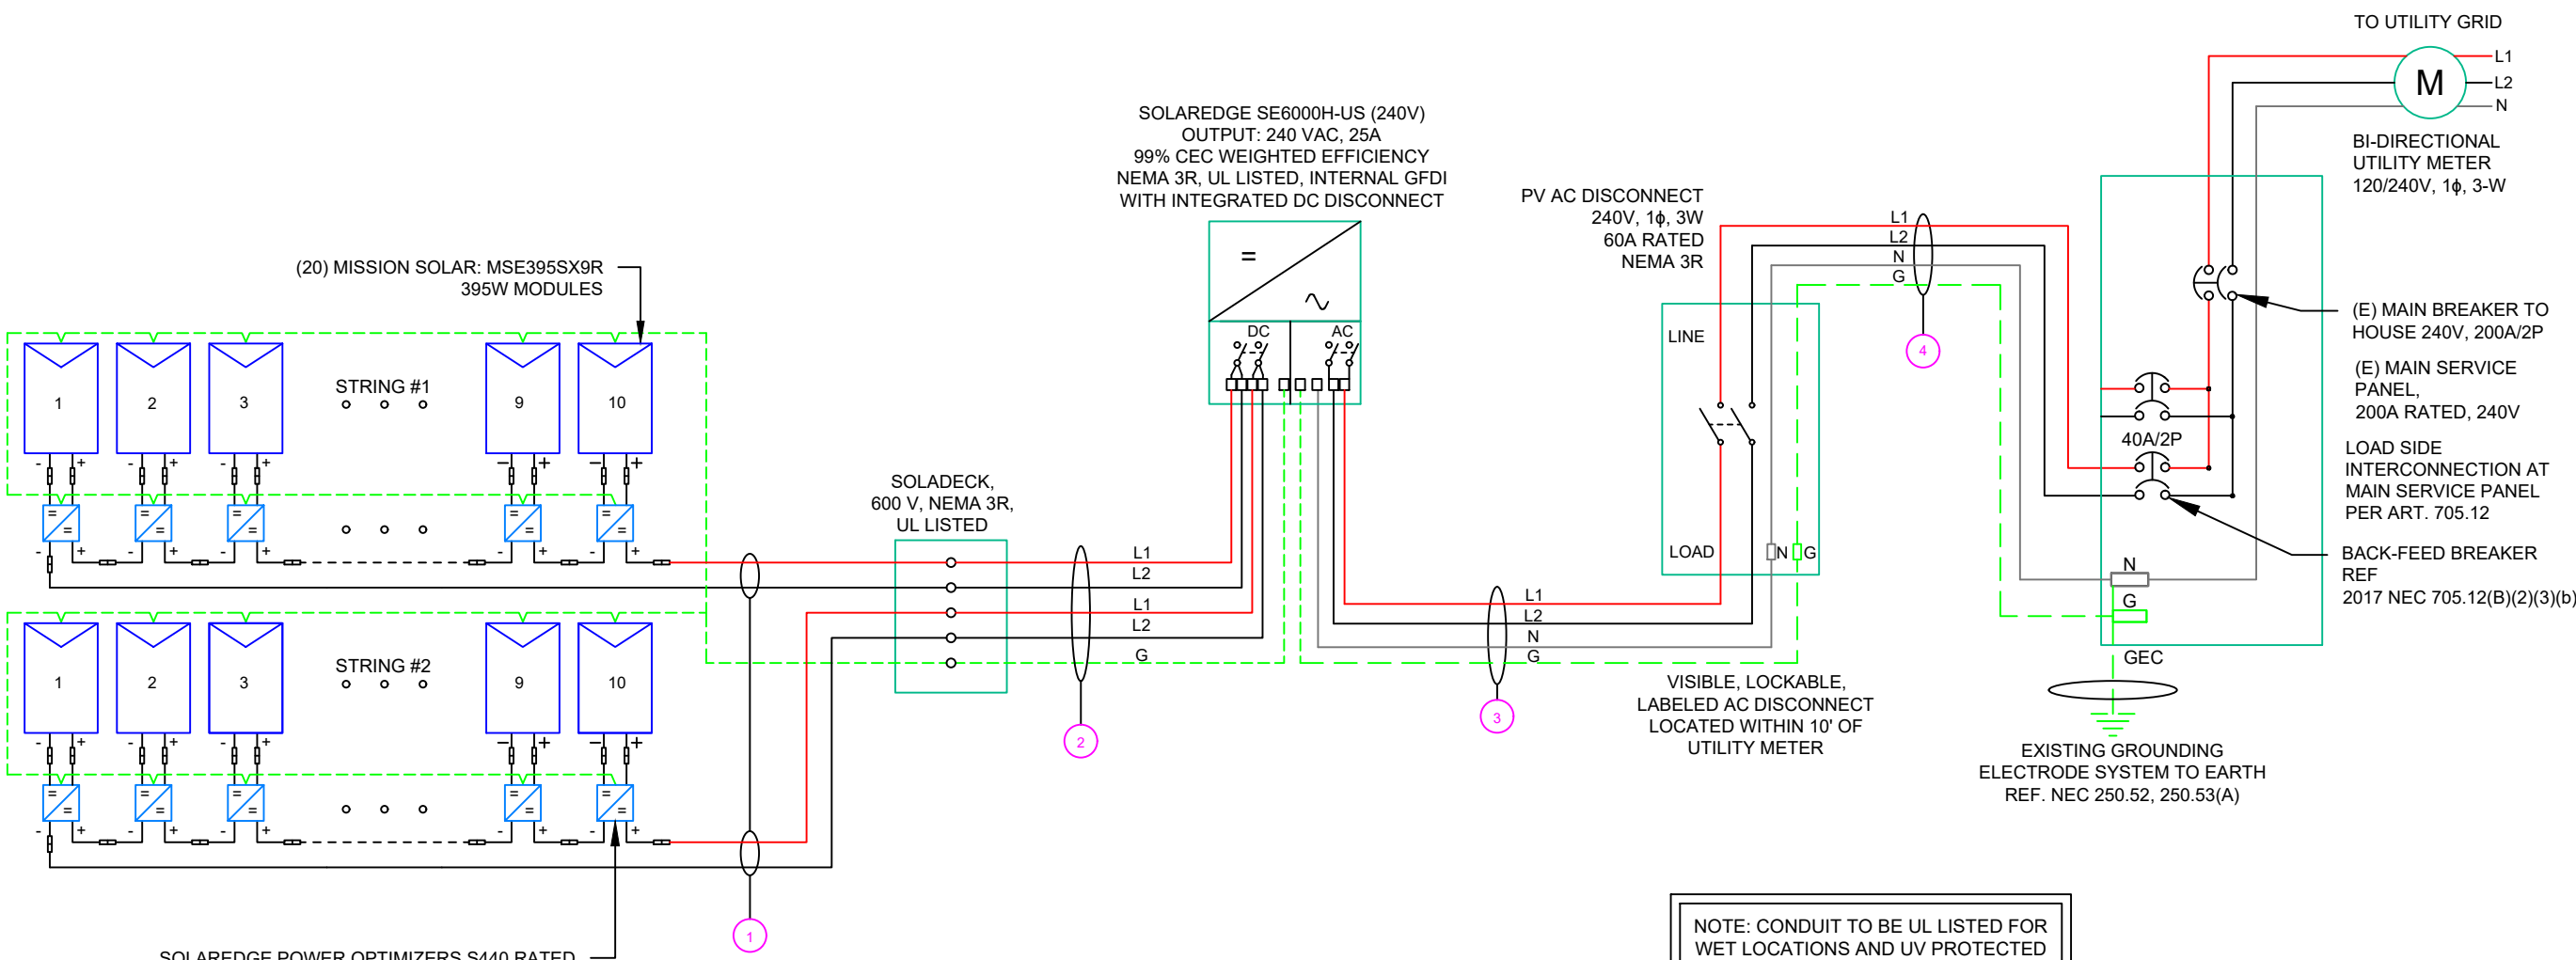 TO UTILITY GRID
L1
M
L2
N
BI-DIRECTIONAL
UTILITY METER
120/240V, 1ϕ, 3-W
SOLAREDGE SE6000H-US (240V)
OUTPUT: 240 VAC, 25A
99% CEC WEIGHTED EFFICIENCY
NEMA 3R, UL LISTED, INTERNAL GFDI
WITH INTEGRATED DC DISCONNECT
=
DC
AC
PV AC DISCONNECT
240V, 1ϕ, 3W
60A RATED
NEMA 3R
L1
L2
N
G
4
LINE
LOAD
N
G
(20) MISSION SOLAR: MSE395SX9R
395W MODULES
STRING #1
1
2
3
9
10
- + - + - + - + - +
= = = = =
= = = = =
- + - + - + - + - +
STRING #2
1
2
3
9
10
- + - + - + - + - +
= = = = =
= = = = =
- + - + - + - + - +
SOLADECK,
600 V, NEMA 3R,
UL LISTED
L1
L2
L1
L2
G
1
2
L1
L2
N
G
3
VISIBLE, LOCKABLE,
LABELED AC DISCONNECT
LOCATED WITHIN 10' OF
UTILITY METER
(E) MAIN BREAKER TO
HOUSE 240V, 200A/2P
(E) MAIN SERVICE
PANEL,
200A RATED, 240V
40A/2P
LOAD SIDE
INTERCONNECTION AT
MAIN SERVICE PANEL
PER ART. 705.12
BACK-FEED BREAKER
REF
2017 NEC 705.12(B)(2)(3)(b)
N
G
GEC
EXISTING GROUNDING
ELECTRODE SYSTEM TO EARTH
REF. NEC 250.52, 250.53(A)
NOTE: CONDUIT TO BE UL LISTED FOR
WET LOCATIONS AND UV PROTECTED
SOLAREDGE POWER OPTIMIZERS S440 RATED